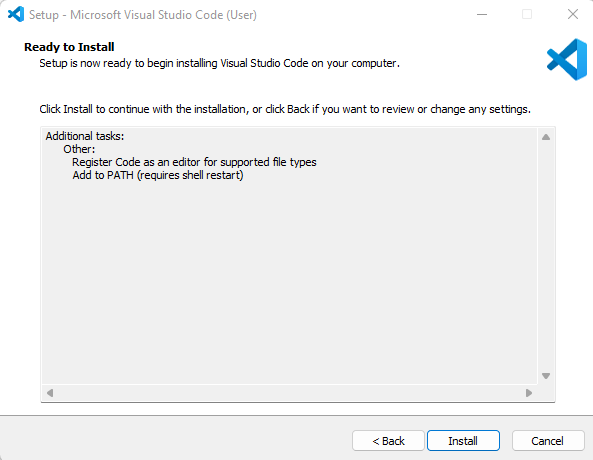 Setup - Microsoft Visual Studio Code (User)
Ready to Install
Setup is now ready to begin installing Visual Studio Code on your computer.
Click Install to continue with the installation, or click Back if you want to review or change any settings.
Additional tasks:
Other:
Register Code as an editor for supported file types
Add to PATH (requires shell restart)
< Back
Install
Cancel